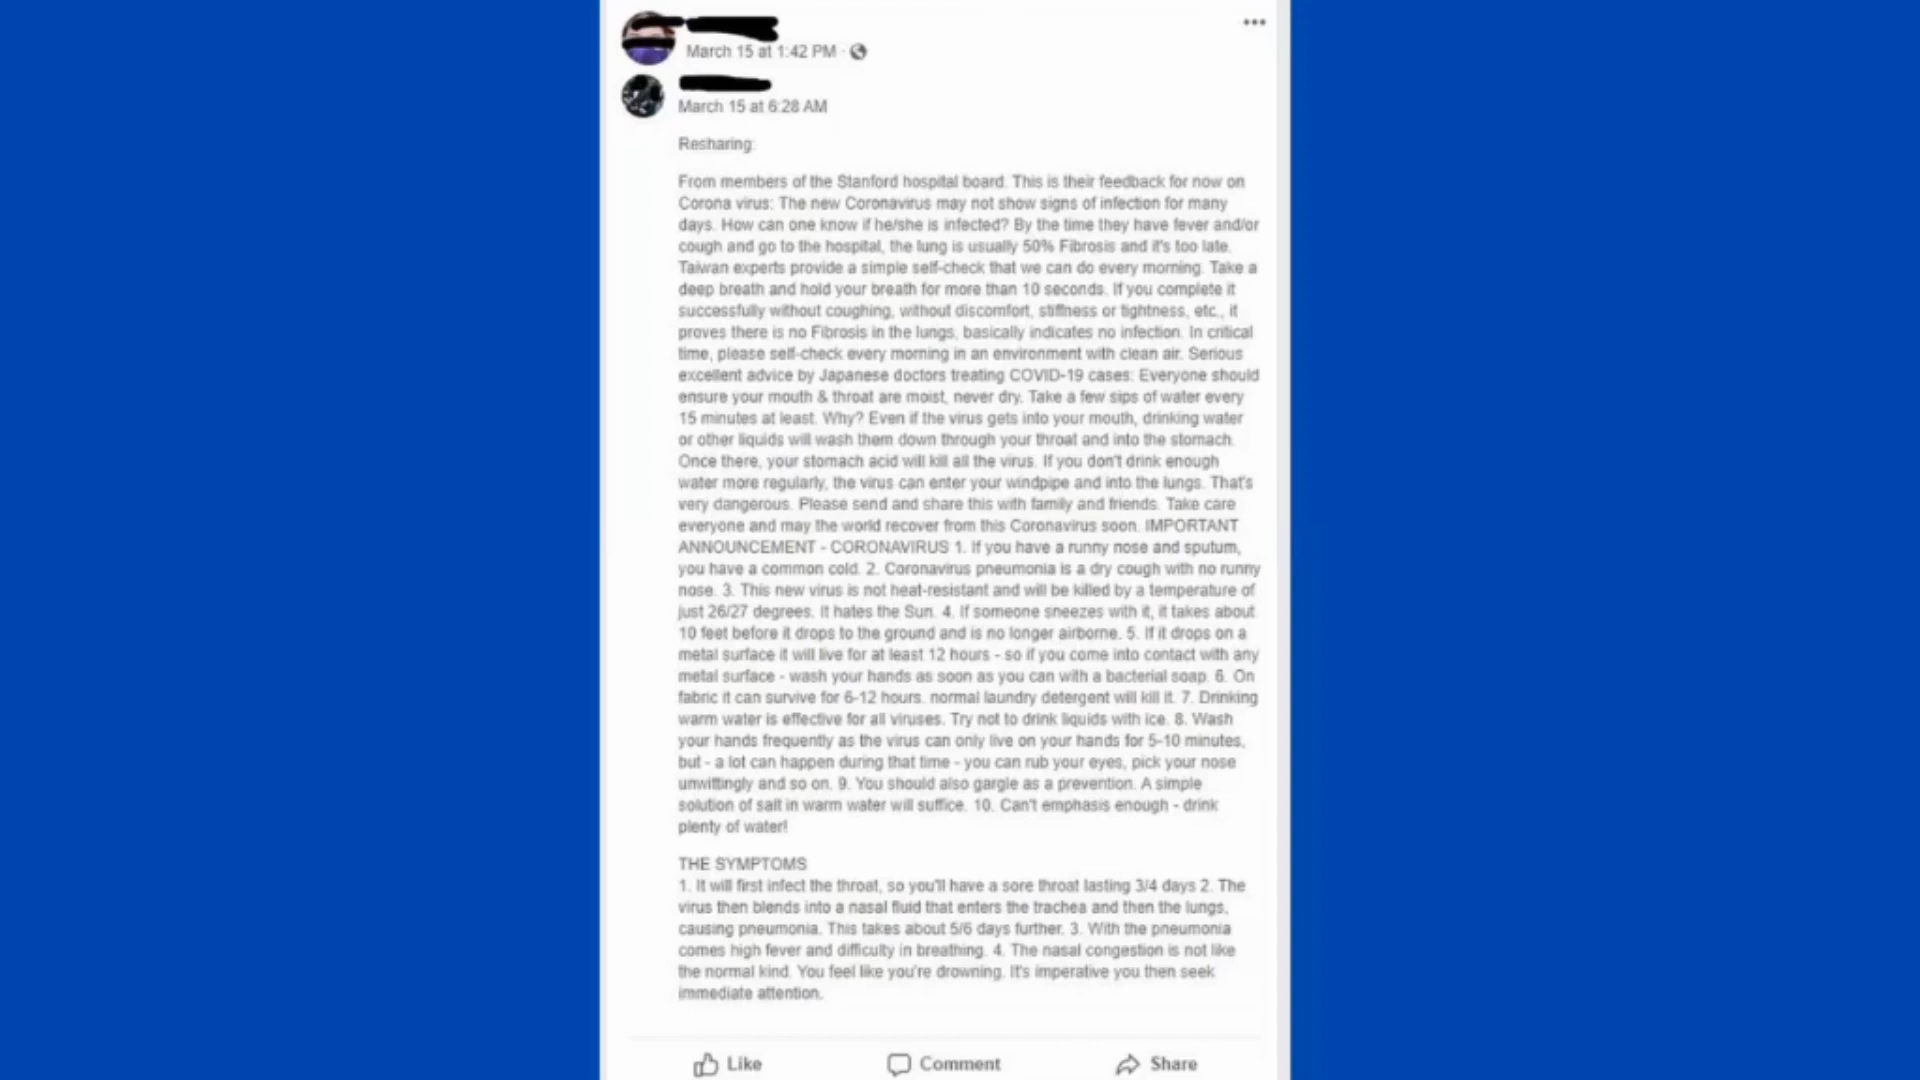 March 15 at 1:42 PM ·
March 15 at 6:28 AM
Resharing:
From members of the Stanford hospital board. This is their feedback for now on
Corona virus: The new Coronavirus may not show signs of infection for many
days. How can one know if he/she is infected? By the time they have fever and/or
cough and go to the hospital, the lung is usually 50% Fibrosis and it's too late.
Taiwan experts provide a simple self-check that we can do every morning. Take a
deep breath and hold your breath for more than 10 seconds. If you complete it
successfully without coughing, without discomfort, stiffness or tightness, etc., it
proves there is no Fibrosis in the lungs, basically indicates no infection. In critical
time, please self-check every morning in an environment with clean air. Serious
excellent advice by Japanese doctors treating COVID-19 cases: Everyone should
ensure your mouth & throat are moist, never dry. Take a few sips of water every
15 minutes at least. Why? Even if the virus gets into your mouth, drinking water
or other liquids will wash them down through your throat and into the stomach.
Once there, your stomach acid will kill all the virus. If you don't drink enough
water more regularly, the virus can enter your windpipe and into the lungs. That's
very dangerous. Please send and share this with family and friends. Take care
everyone and may the world recover from this Coronavirus soon. IMPORTANT
ANNOUNCEMENT - CORONAVIRUS 1. If you have a runny nose and sputum,
you have a common cold. 2. Coronavirus pneumonia is a dry cough with no runny
nose. 3. This new virus is not heat-resistant and will be killed by a temperature of
just 26/27 degrees. It hates the Sun. 4. If someone sneezes with it, it takes about
10 feet before it drops to the ground and is no longer airborne. 5. If it drops on a
metal surface it will live for at least 12 hours - so if you come into contact with any
metal surface - wash your hands as soon as you can with a bacterial soap. 6. On
fabric it can survive for 6-12 hours. normal laundry detergent will kill it. 7. Drinking
warm water is effective for all viruses. Try not to drink liquids with ice. 8. Wash
your hands frequently as the virus can only live on your hands for 5-10 minutes,
but - a lot can happen during that time - you can rub your eyes, pick your nose
unwittingly and so on. 9. You should also gargle as a prevention. A simple
solution of salt in warm water will suffice. 10. Can't emphasis enough - drink
plenty of water!
THE SYMPTOMS
1. It will first infect the throat, so you'll have a sore throat lasting 3/4 days 2. The
virus then blends into a nasal fluid that enters the trachea and then the lungs,
causing pneumonia. This takes about 5/6 days further. 3. With the pneumonia
comes high fever and difficulty in breathing. 4. The nasal congestion is not like
the normal kind. You feel like you're drowning. It's imperative you then seek
immediate attention.
Like Comment Share